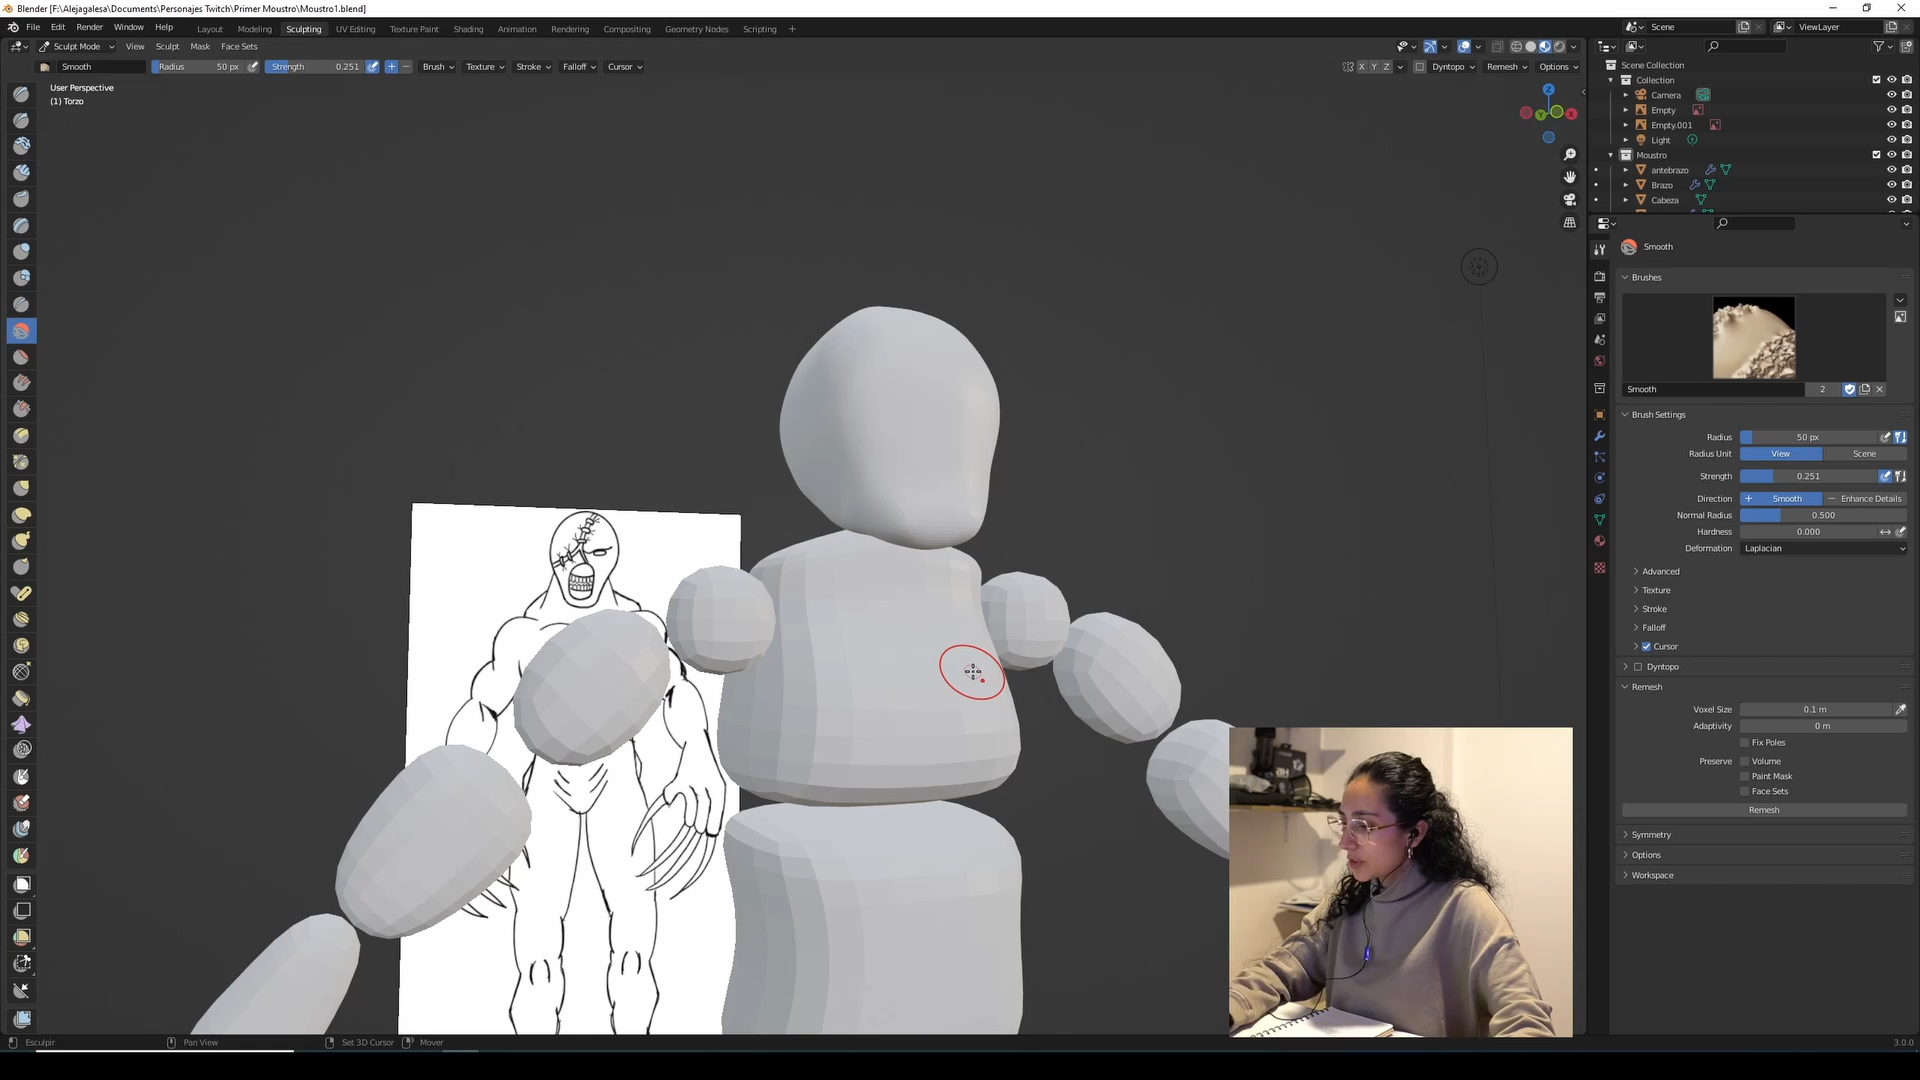 Blender [F:\Alejagalesa\Documents\Personajes Twitch\Primer Moustro\Moustro1.blend]
File Edit Render Window Help Layout Modeling Sculpting UV Editing Texture Paint Shading Animation Rendering Compositing Geometry Nodes Scripting + Scene ViewLayer
Sculpt Mode View Sculpt Mask Face Sets
Smooth Radius 50 px Strength 0.251 Brush Texture Stroke Falloff Cursor X Y Z Dyntopo Remesh Options
User Perspective
(1) Torzo
Z
Y
X
Scene Collection
Collection
Camera
Empty
Empty.001
Light
Moustro
antebrazo
Brazo
Cabeza
Smooth
Brushes
Smooth 2
Brush Settings
Radius 50 px
Radius Unit View Scene
Strength 0.251
Direction + Smooth − Enhance Details
Normal Radius 0.500
Hardness 0.000
Deformation Laplacian
Advanced
Texture
Stroke
Falloff
Cursor
Dyntopo
Remesh
Voxel Size 0.1 m
Adaptivity 0 m
Fix Poles
Preserve Volume
Paint Mask
Face Sets
Remesh
Symmetry
Options
Workspace
Esculpir Pan View Set 3D Cursor Mover 3.0.0